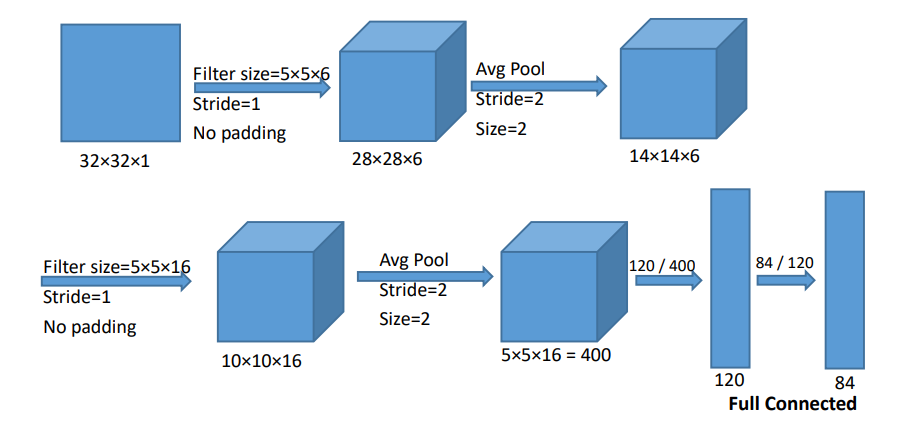 Filter size=5×5×6
Stride=1
No padding
32×32×1
28×28×6
Avg Pool
Stride=2
Size=2
14×14×6
Filter size=5×5×16
Stride=1
No padding
10×10×16
Avg Pool
Stride=2
Size=2
5×5×16 = 400
120 / 400
84 / 120
120
84
Full Connected